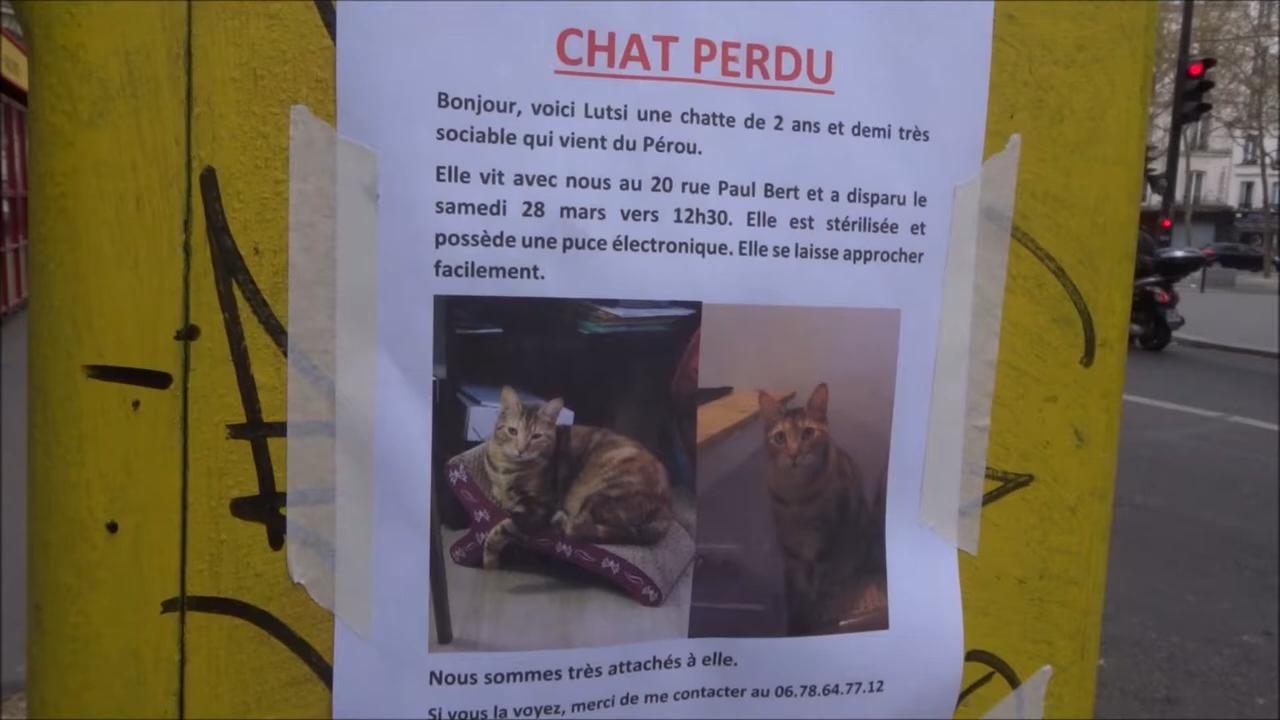 CHAT PERDU
Bonjour, voici Lutsi une chatte de 2 ans et demi très
sociable qui vient du Pérou.
Elle vit avec nous au 20 rue Paul Bert et a disparu le
samedi 28 mars vers 12h30. Elle est stérilisée et
possède une puce électronique. Elle se laisse approcher
facilement.
Nous sommes très attachés à elle.
Si vous la voyez, merci de me contacter au 06.78.64.77.12